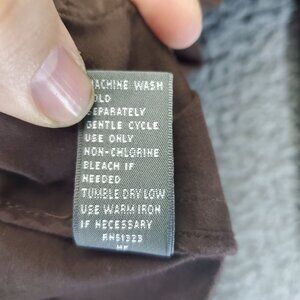 MACHINE WASH
COLD
SEPARATELY
GENTLE CYCLE
USE ONLY
NON-CHLORINE
BLEACH IF
NEEDED
TUMBLE DRY LOW
USE WARM IRON
IF NECESSARY
RN51323